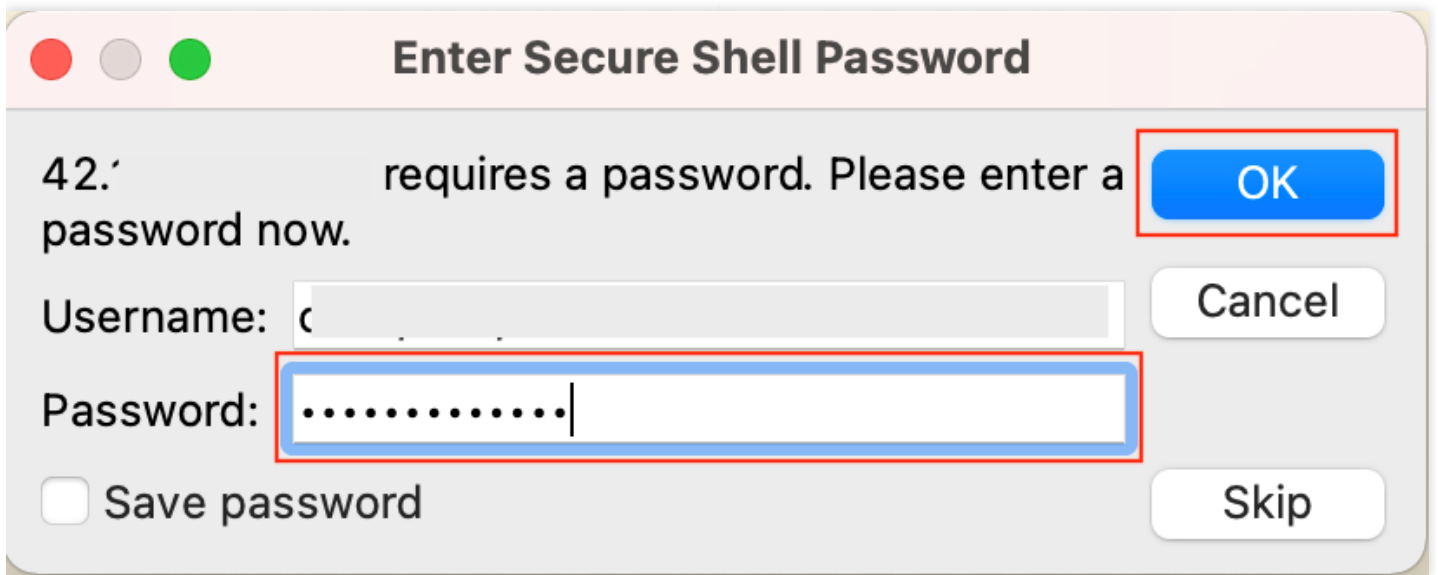 Enter Secure Shell Password
42. requires a password. Please enter a
password now.
OK
Cancel
Username:
Password: •••••••••••••
Save password
Skip